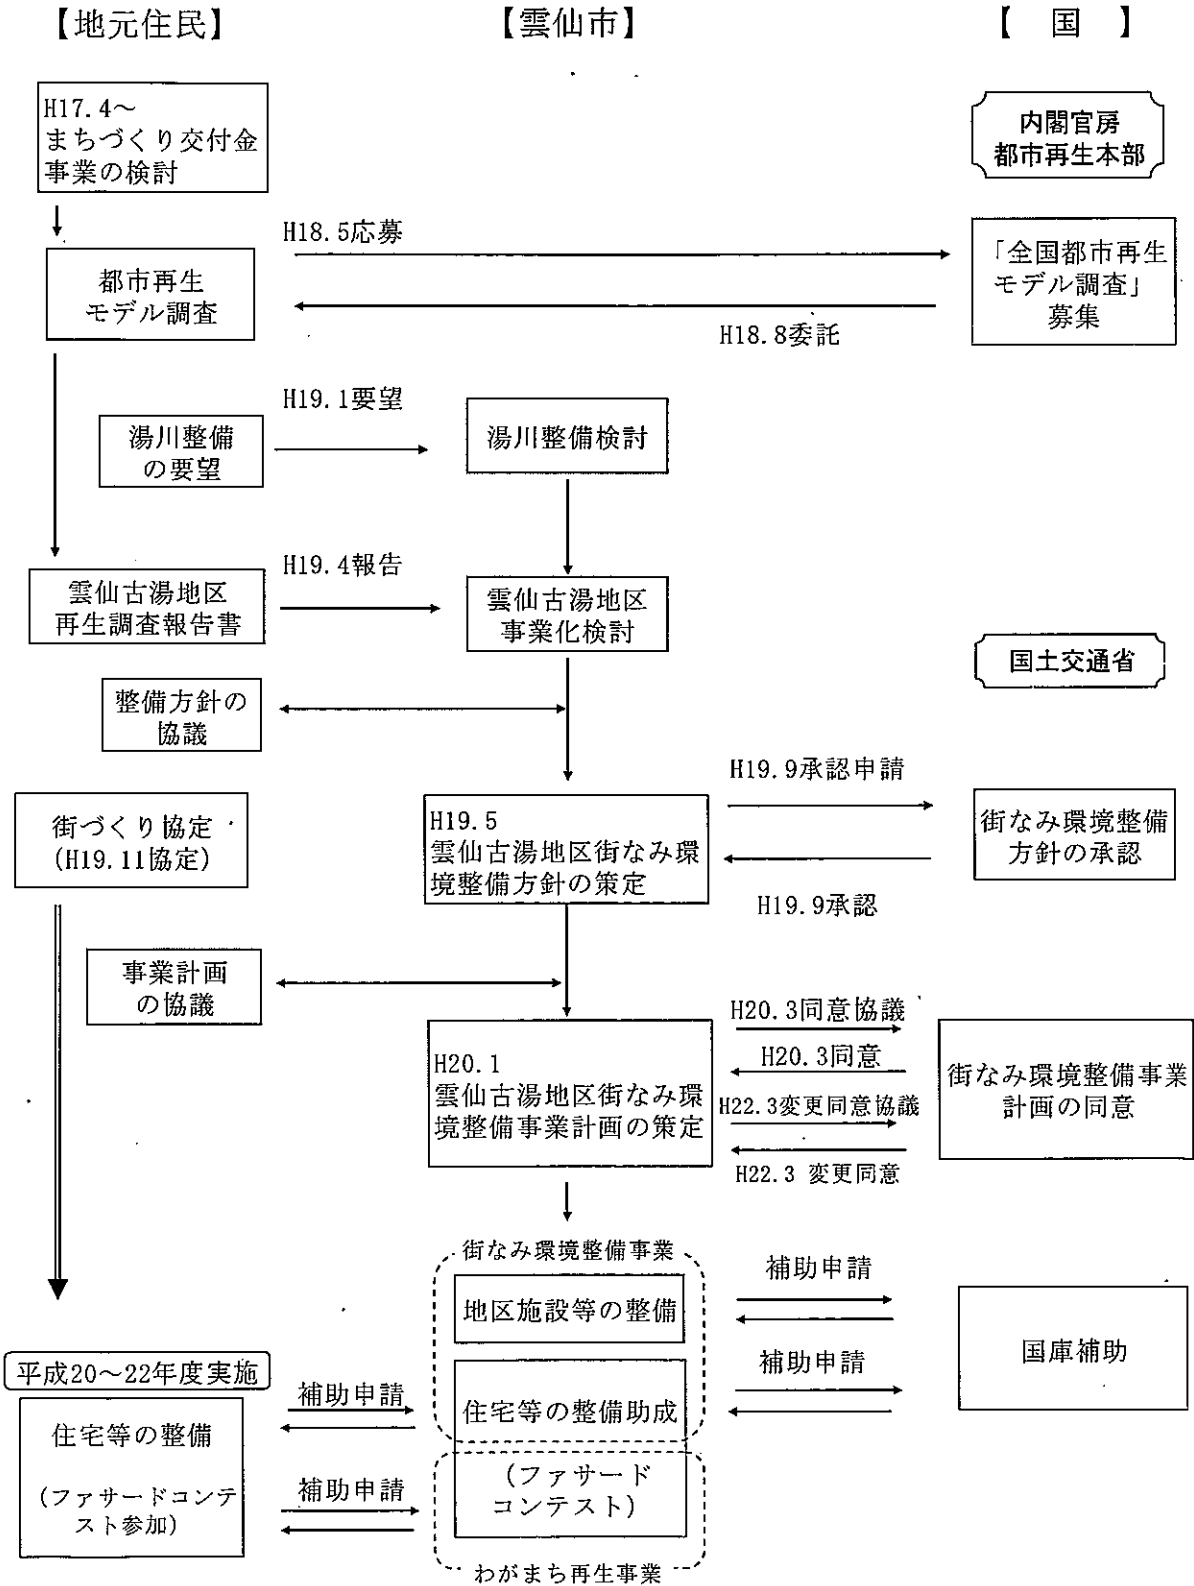 【地元住民】
【雲仙市】
【　国　】
H17.4～
まちづくり交付金
事業の検討
内閣官房
都市再生本部
H18.5応募
都市再生
モデル調査
「全国都市再生
モデル調査」
募集
H18.8委託
H19.1要望
湯川整備
の要望
湯川整備検討
H19.4報告
雲仙古湯地区
再生調査報告書
雲仙古湯地区
事業化検討
国土交通省
整備方針の
協議
H19.9承認申請
街づくり協定
(H19.11協定)
H19.5
雲仙古湯地区街なみ環
境整備方針の策定
街なみ環境整備
方針の承認
H19.9承認
事業計画
の協議
H20.3同意協議
H20.3同意
H20.1
雲仙古湯地区街なみ環
境整備事業計画の策定
H22.3変更同意協議
H22.3 変更同意
街なみ環境整備事業
計画の同意
街なみ環境整備事業
地区施設等の整備
補助申請
国庫補助
補助申請
平成20～22年度実施
補助申請
住宅等の整備助成
住宅等の整備
(ファサードコンテ
スト参加)
補助申請
(ファサード
コンテスト)
わがまち再生事業